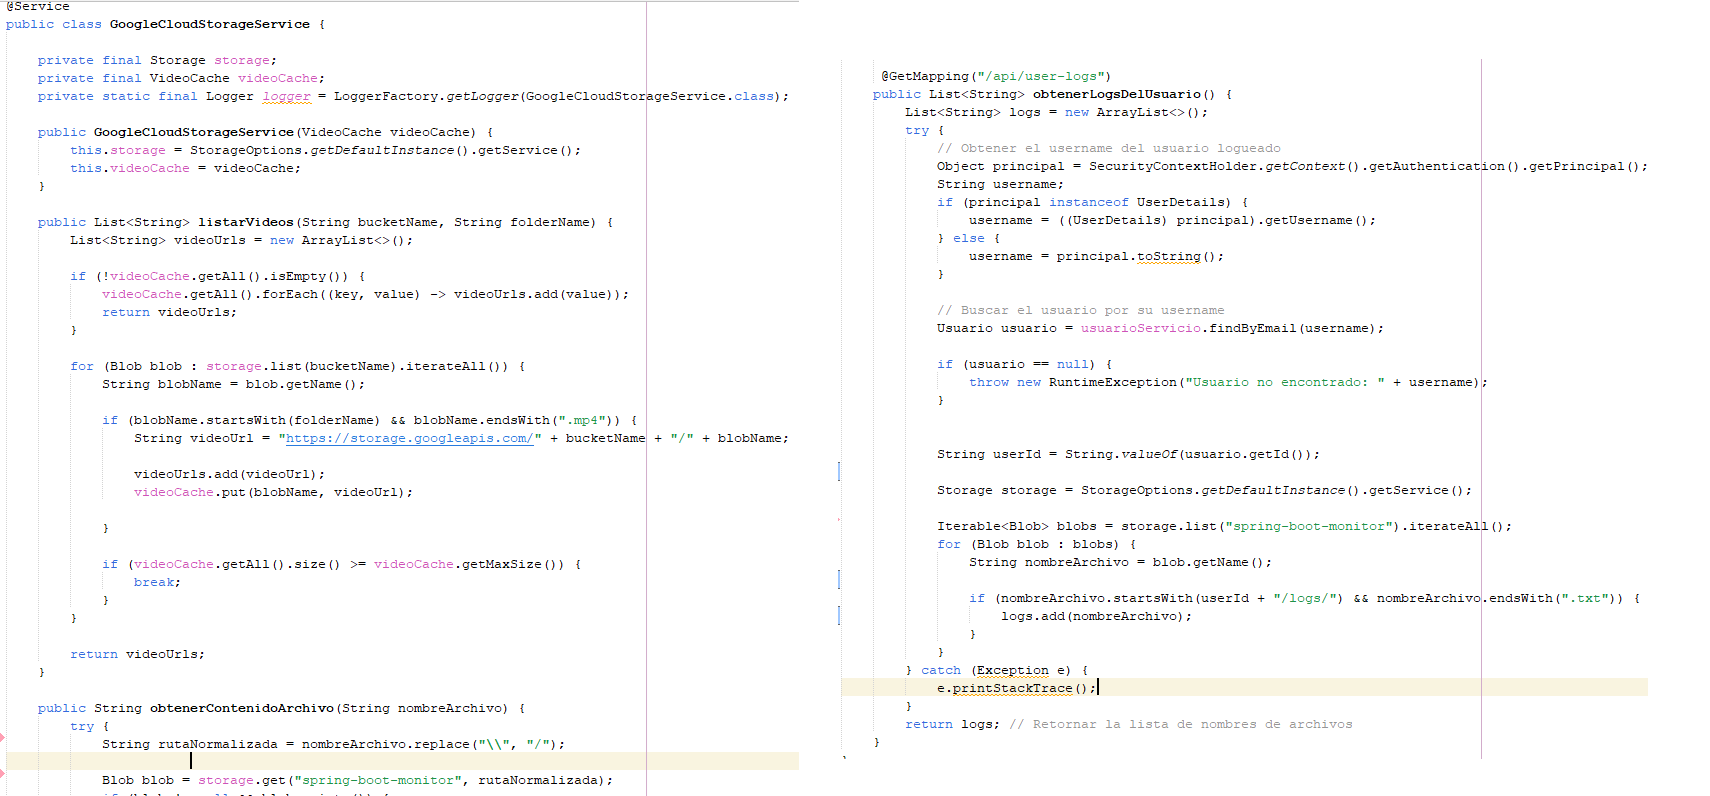 @Service
public class GoogleCloudStorageService {
private final Storage storage;
private final VideoCache videoCache;
private static final Logger logger = LoggerFactory.getLogger(GoogleCloudStorageService.class);
public GoogleCloudStorageService(VideoCache videoCache) {
this.storage = StorageOptions.getDefaultInstance().getService();
this.videoCache = videoCache;
}
public List<String> listarVideos(String bucketName, String folderName) {
List<String> videoUrls = new ArrayList<>();
if (!videoCache.getAll().isEmpty()) {
videoCache.getAll().forEach((key, value) -> videoUrls.add(value));
return videoUrls;
}
for (Blob blob : storage.list(bucketName).iterateAll()) {
String blobName = blob.getName();
if (blobName.startsWith(folderName) && blobName.endsWith(".mp4")) {
String videoUrl = "https://storage.googleapis.com/" + bucketName + "/" + blobName;
videoUrls.add(videoUrl);
videoCache.put(blobName, videoUrl);
}
if (videoCache.getAll().size() >= videoCache.getMaxSize()) {
break;
}
}
return videoUrls;
}
public String obtenerContenidoArchivo(String nombreArchivo) {
try {
String rutaNormalizada = nombreArchivo.replace("\\", "/");
Blob blob = storage.get("spring-boot-monitor", rutaNormalizada);
@GetMapping("/api/user-logs")
public List<String> obtenerLogsDelUsuario() {
List<String> logs = new ArrayList<>();
try {
// Obtener el username del usuario logueado
Object principal = SecurityContextHolder.getContext().getAuthentication().getPrincipal();
String username;
if (principal instanceof UserDetails) {
username = ((UserDetails) principal).getUsername();
} else {
username = principal.toString();
}
// Buscar el usuario por su username
Usuario usuario = usuarioServicio.findByEmail(username);
if (usuario == null) {
throw new RuntimeException("Usuario no encontrado: " + username);
}
String userId = String.valueOf(usuario.getId());
Storage storage = StorageOptions.getDefaultInstance().getService();
Iterable<Blob> blobs = storage.list("spring-boot-monitor").iterateAll();
for (Blob blob : blobs) {
String nombreArchivo = blob.getName();
if (nombreArchivo.startsWith(userId + "/logs/") && nombreArchivo.endsWith(".txt")) {
logs.add(nombreArchivo);
}
}
} catch (Exception e) {
e.printStackTrace();
}
return logs; // Retornar la lista de nombres de archivos
}